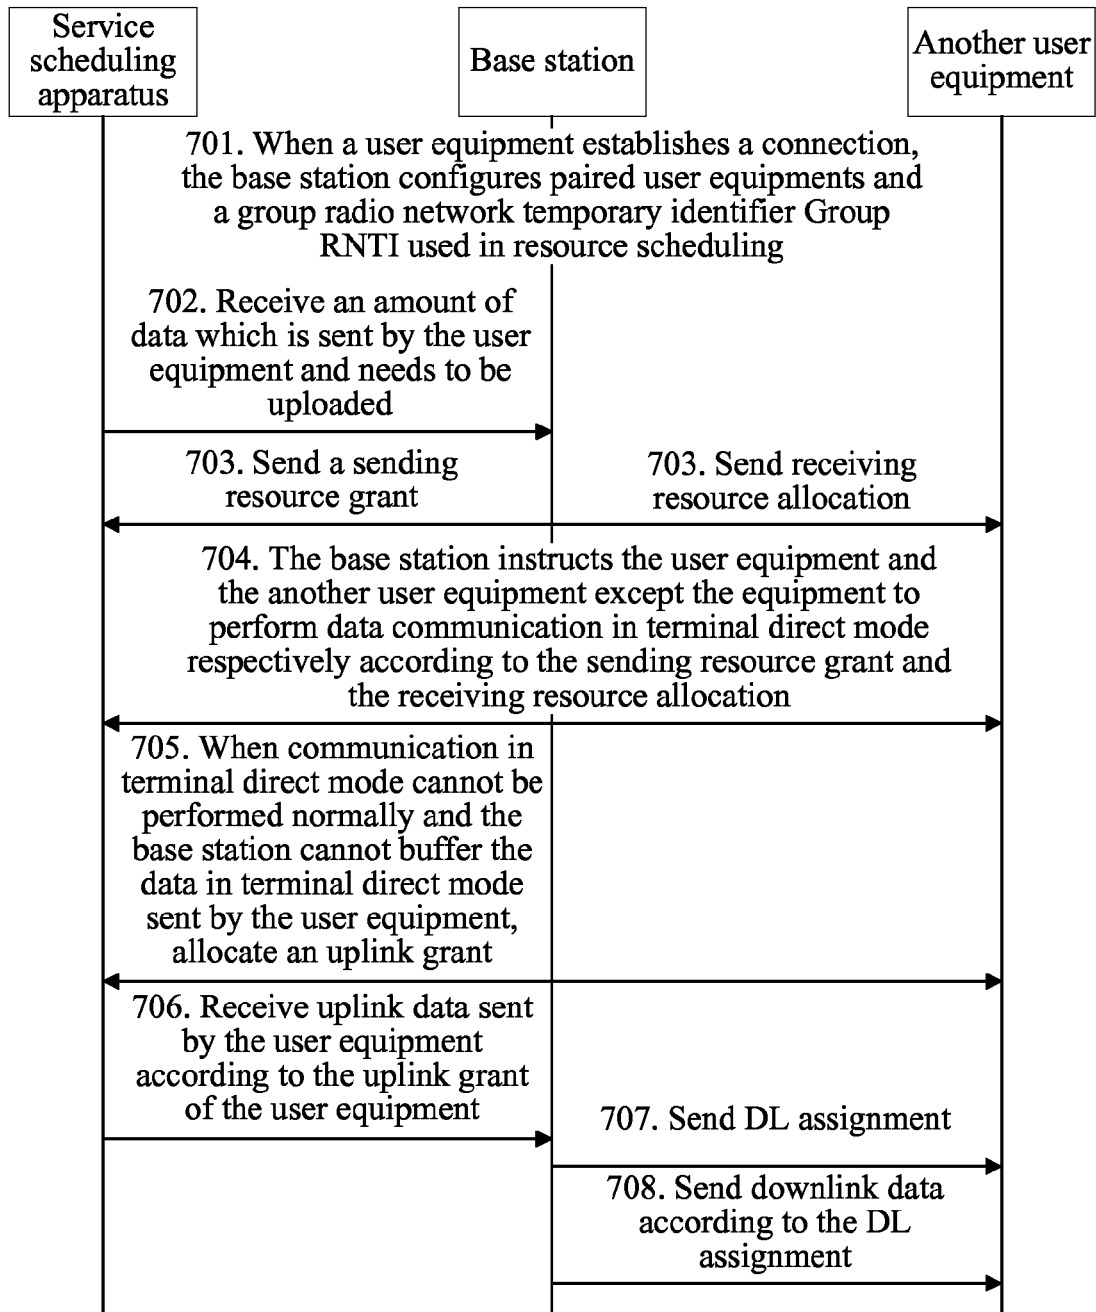 Service
scheduling
apparatus
Base station
Another user
equipment
701. When a user equipment establishes a connection,
the base station configures paired user equipments and
a group radio network temporary identifier Group
RNTI used in resource scheduling
702. Receive an amount of
data which is sent by the user
equipment and needs to be
uploaded
703. Send a sending
resource grant
703. Send receiving
resource allocation
704. The base station instructs the user equipment and
the another user equipment except the equipment to
perform data communication in terminal direct mode
respectively according to the sending resource grant and
the receiving resource allocation
705. When communication in
terminal direct mode cannot be
performed normally and the
base station cannot buffer the
data in terminal direct mode
sent by the user equipment,
allocate an uplink grant
706. Receive uplink data sent
by the user equipment
according to the uplink grant
of the user equipment
707. Send DL assignment
708. Send downlink data
according to the DL
assignment